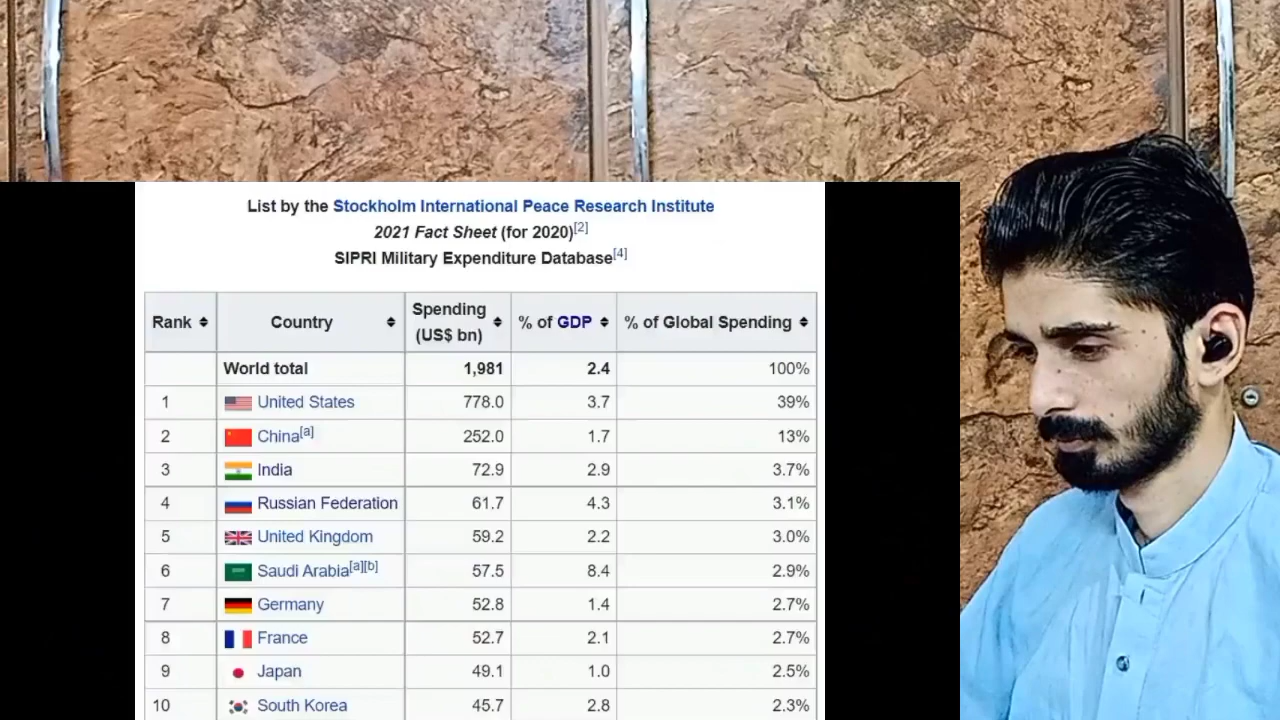 List by the Stockholm International Peace Research Institute
2021 Fact Sheet (for 2020)[2]
SIPRI Military Expenditure Database[4]
Rank Country Spending (US$ bn) % of GDP % of Global Spending
World total 1,981 2.4 100%
1 United States 778.0 3.7 39%
2 China[a] 252.0 1.7 13%
3 India 72.9 2.9 3.7%
4 Russian Federation 61.7 4.3 3.1%
5 United Kingdom 59.2 2.2 3.0%
6 Saudi Arabia[a][b] 57.5 8.4 2.9%
7 Germany 52.8 1.4 2.7%
8 France 52.7 2.1 2.7%
9 Japan 49.1 1.0 2.5%
10 South Korea 45.7 2.8 2.3%